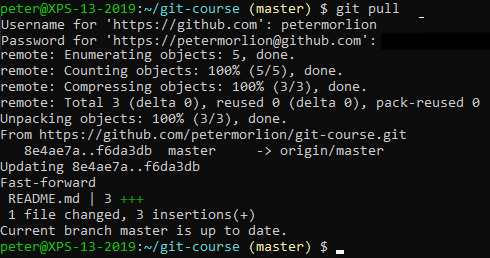 peter@XPS-13-2019:~/git-course (master) $ git pull
Username for 'https://github.com': petermorlion
Password for 'https://petermorlion@github.com':
remote: Enumerating objects: 5, done.
remote: Counting objects: 100% (5/5), done.
remote: Compressing objects: 100% (3/3), done.
remote: Total 3 (delta 0), reused 0 (delta 0), pack-reused 0
Unpacking objects: 100% (3/3), done.
From https://github.com/petermorlion/git-course.git
   8e4ae7a..f6da3db  master     -> origin/master
Updating 8e4ae7a..f6da3db
Fast-forward
 README.md | 3 +++
 1 file changed, 3 insertions(+)
Current branch master is up to date.
peter@XPS-13-2019:~/git-course (master) $